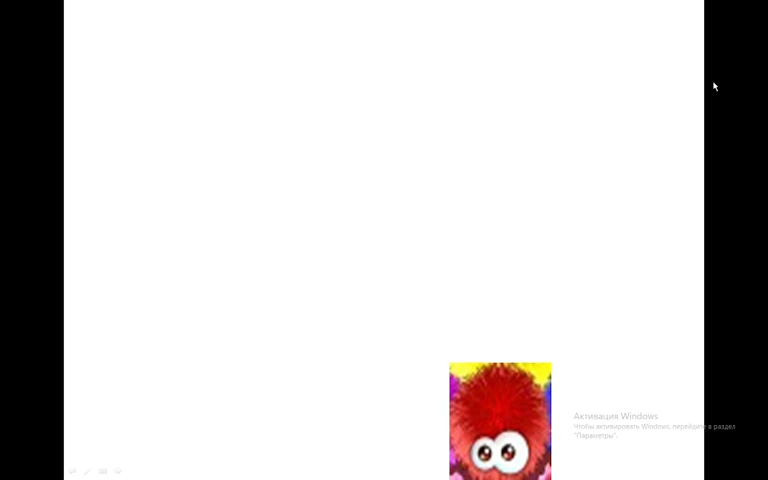 Активация Windows
Чтобы активировать Windows, перейдите в раздел
"Параметры".